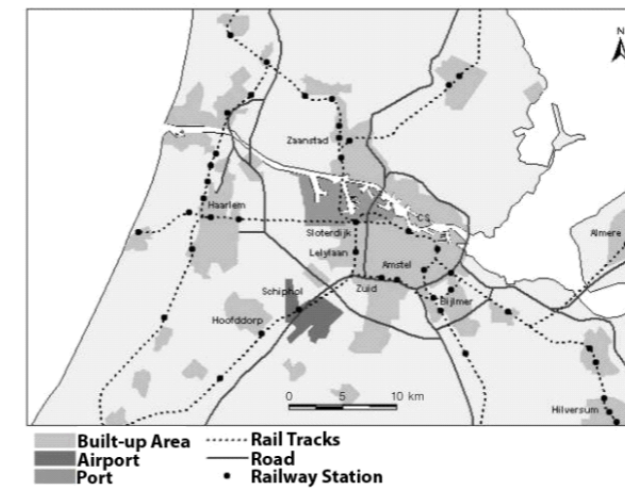 N
Zaanstad
Haarlem
CS
Sloterdijk
Almere
Lelylaan
Amstel
Schiphol
Zuid
Bijlmer
Hoofddorp
0 5 10 km
Hilversum
Built-up Area
Rail Tracks
Airport
Road
Port
Railway Station